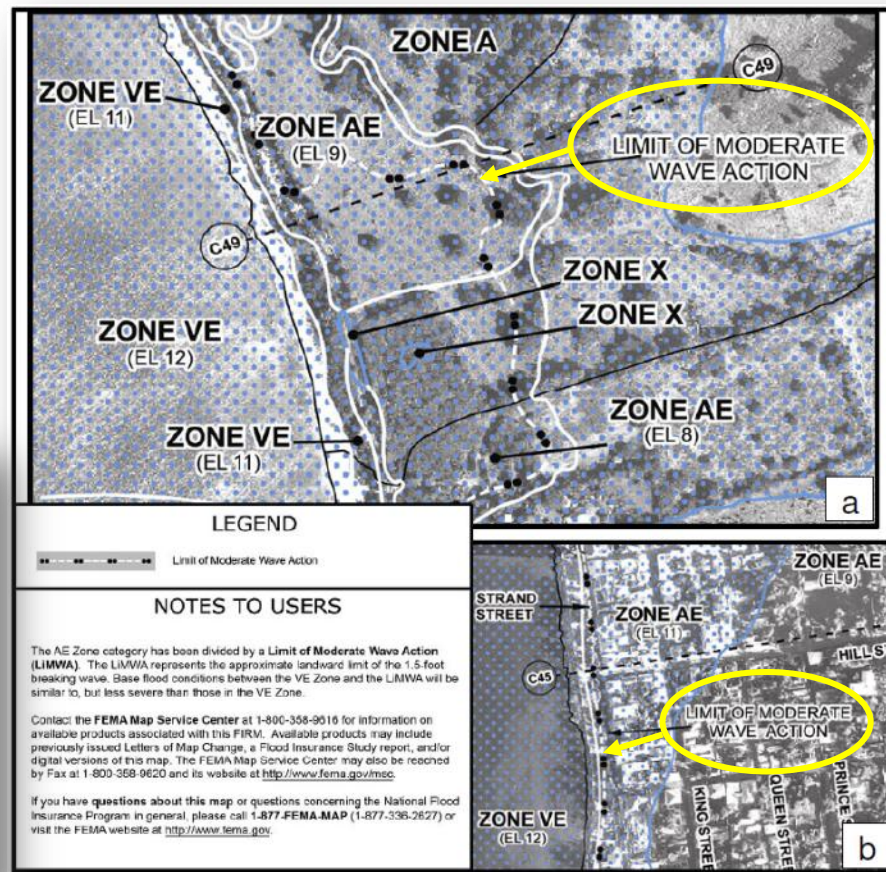 ZONE A
C49
ZONE VE
(EL 11)
ZONE AE
(EL 9)
LIMIT OF MODERATE
WAVE ACTION
C49
ZONE X
ZONE X
ZONE VE
(EL 12)
ZONE AE
(EL 8)
ZONE VE
(EL 11)
a
LEGEND
Limit of Moderate Wave Action
NOTES TO USERS
The AE Zone category has been divided by a Limit of Moderate Wave Action
(LiMWA). The LiMWA represents the approximate landward limit of the 1.5-foot
breaking wave. Base flood conditions between the VE Zone and the LiMWA will be
similar to, but less severe than those in the VE Zone.
Contact the FEMA Map Service Center at 1-800-358-9616 for information on
available products associated with this FIRM. Available products may include
previously issued Letters of Map Change, a Flood Insurance Study report, and/or
digital versions of this map. The FEMA Map Service Center may also be reached
by Fax at 1-800-358-9620 and its website at http://www.fema.gov/msc.
If you have questions about this map or questions concerning the National Flood
Insurance Program in general, please call 1-877-FEMA-MAP (1-877-336-2627) or
visit the FEMA website at http://www.fema.gov.
ZONE AE
(EL 9)
STRAND
STREET
ZONE AE
(EL 11)
HILL S
C45
LIMIT OF MODERATE
WAVE ACTION
KING STREET
QUEEN STREET
PRINCE S
ZONE VE
(EL 12)
b